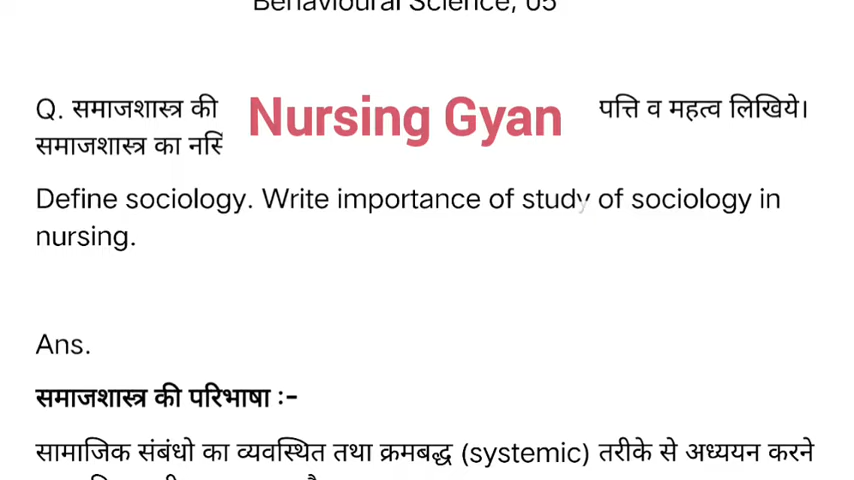 Behavioural Science, 05
Q. समाजशास्त्र की Nursing Gyan पत्ति व महत्व लिखिये।
समाजशास्त्र का
Define sociology. Write importance of study of sociology in
nursing.
Ans.
समाजशास्त्र की परिभाषा :-
सामाजिक संबंधो का व्यवस्थित तथा क्रमबद्ध (systemic) तरीके से अध्ययन करने